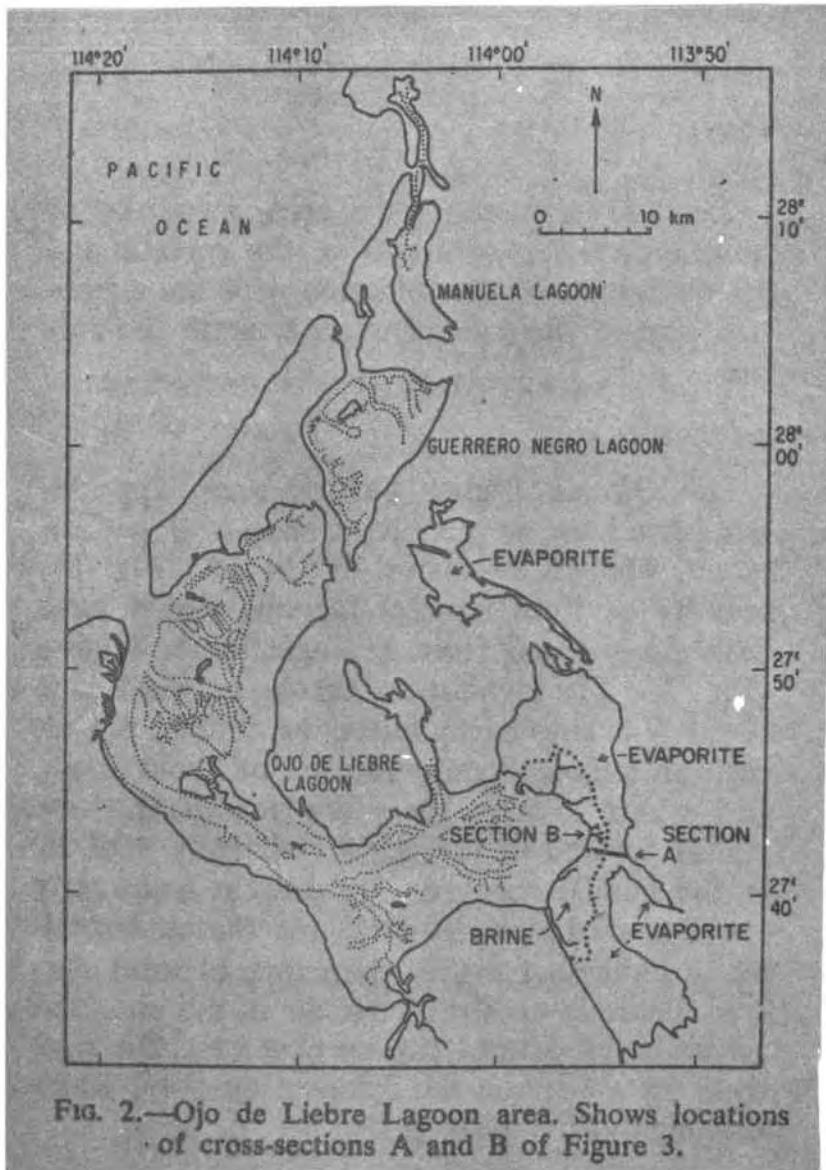 114°20' 114°10' 114°00' 113°50'
N
PACIFIC
OCEAN
0 10 km
28°
10'
MANUELA LAGOON
28°
00'
GUERRERO NEGRO LAGOON
EVAPORITE
27°
50'
OJO DE LIEBRE
LAGOON
EVAPORITE
SECTION B
SECTION
A
27°
40'
BRINE
EVAPORITE
FIG. 2.—Ojo de Liebre Lagoon area. Shows locations
of cross-sections A and B of Figure 3.